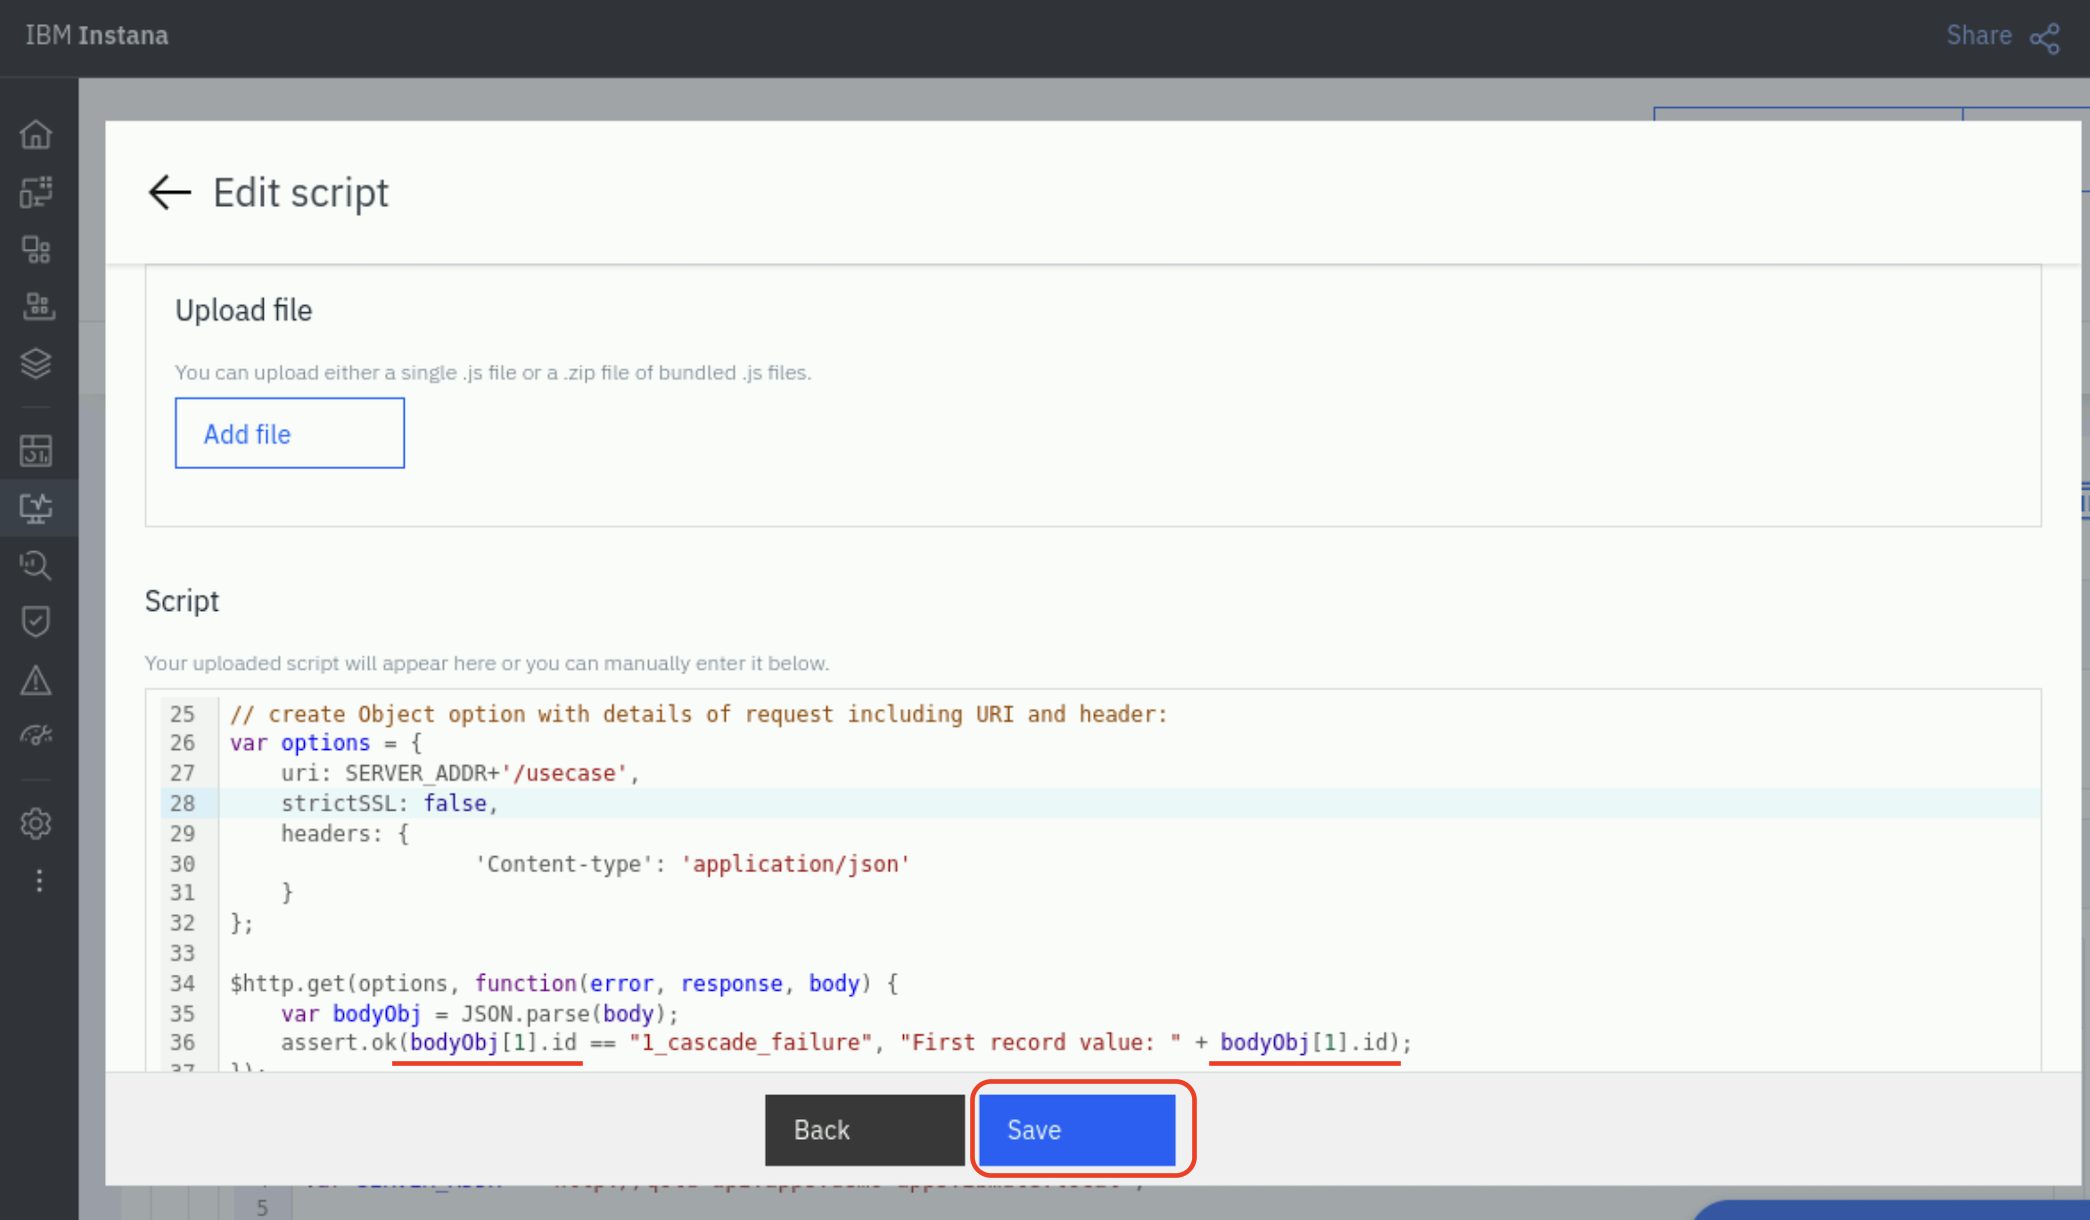 IBM Instana
Share
Edit script
Upload file
You can upload either a single .js file or a .zip file of bundled .js files.
Add file
Script
Your uploaded script will appear here or you can manually enter it below.
25 // create Object option with details of request including URI and header:
26 var options = {
27 uri: SERVER_ADDR+'/usecase',
28 strictSSL: false,
29 headers: {
30 'Content-type': 'application/json'
31 }
32 };
33
34 $http.get(options, function(error, response, body) {
35 var bodyObj = JSON.parse(body);
36 assert.ok(bodyObj[1].id == "1_cascade_failure", "First record value: " + bodyObj[1].id);
37 });
Back
Save
5